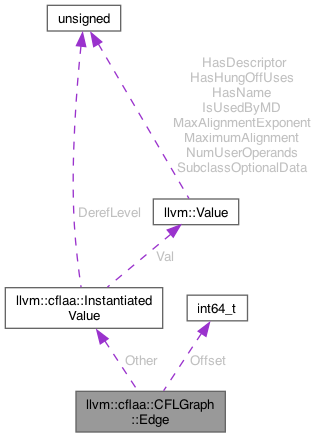 unsigned
HasDescriptor
HasHungOffUses
HasName
IsUsedByMD
MaxAlignmentExponent
MaximumAlignment
NumUserOperands
SubclassOptionalData
DerefLevel
llvm::Value
Val
llvm::cflaa::Instantiated
Value
int64_t
Other
Offset
llvm::cflaa::CFLGraph
::Edge